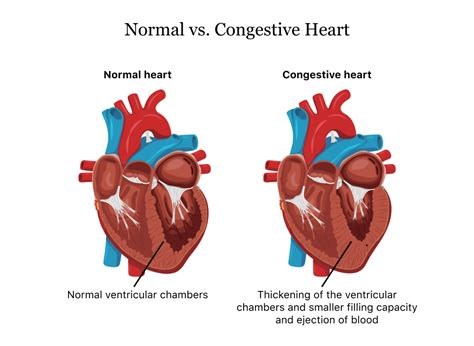 Normal vs. Congestive Heart
Normal heart
Congestive heart
Normal ventricular chambers
Thickening of the ventricular
chambers and smaller filling capacity
and ejection of blood